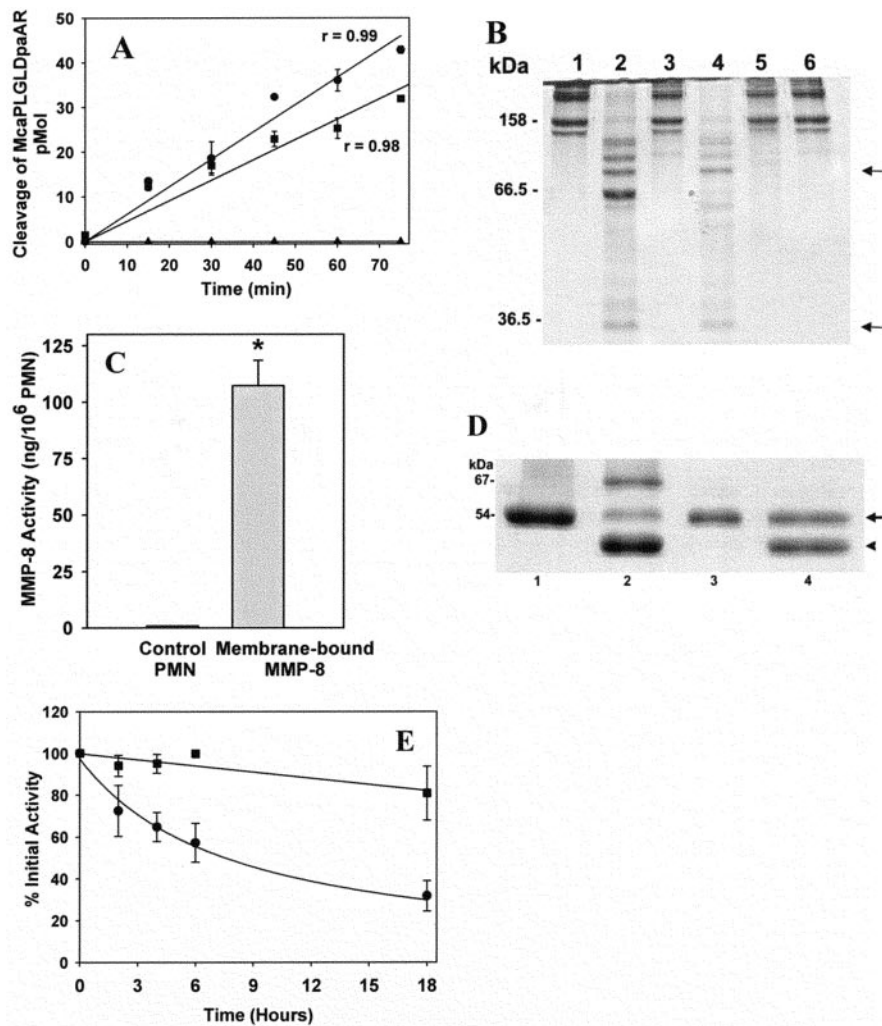 A
Cleavage of McaPLGLDpaAR
pMol
50
40
30
20
10
0
r = 0.99
r = 0.98
0 10 20 30 40 50 60 70
Time (min)
B
kDa 1 2 3 4 5 6
158 -
66.5 -
36.5 -
C
MMP-8 Activity (ng/10⁶ PMN)
125
100
75
50
25
0
*
Control
PMN
Membrane-bound
MMP-8
D
kDa
67-
54-
1 2 3 4
E
% Initial Activity
120
100
80
60
40
20
0
0 3 6 9 12 15 18
Time (Hours)